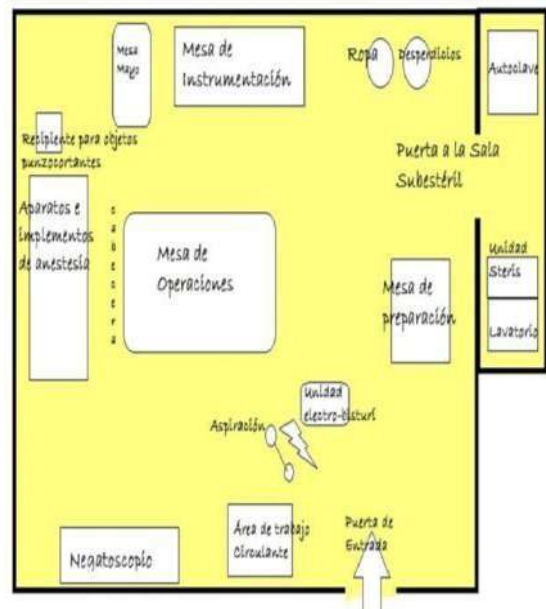 Mesa
Mayo
Mesa de
Instrumentación
Ropa
Desperdicios
Autoclave
Recipiente para objetos
punzocortantes
Puerta a la Sala
Subestéril
Aparatos e
implementos
de anestesia
cabecera
Mesa de
Operaciones
Unidad
Steris
Mesa de
preparación
Lavatorio
Unidad
electro-bisturí
Aspiración
Área de trabajo
Circulante
Puerta de
Entrada
Negatoscopio